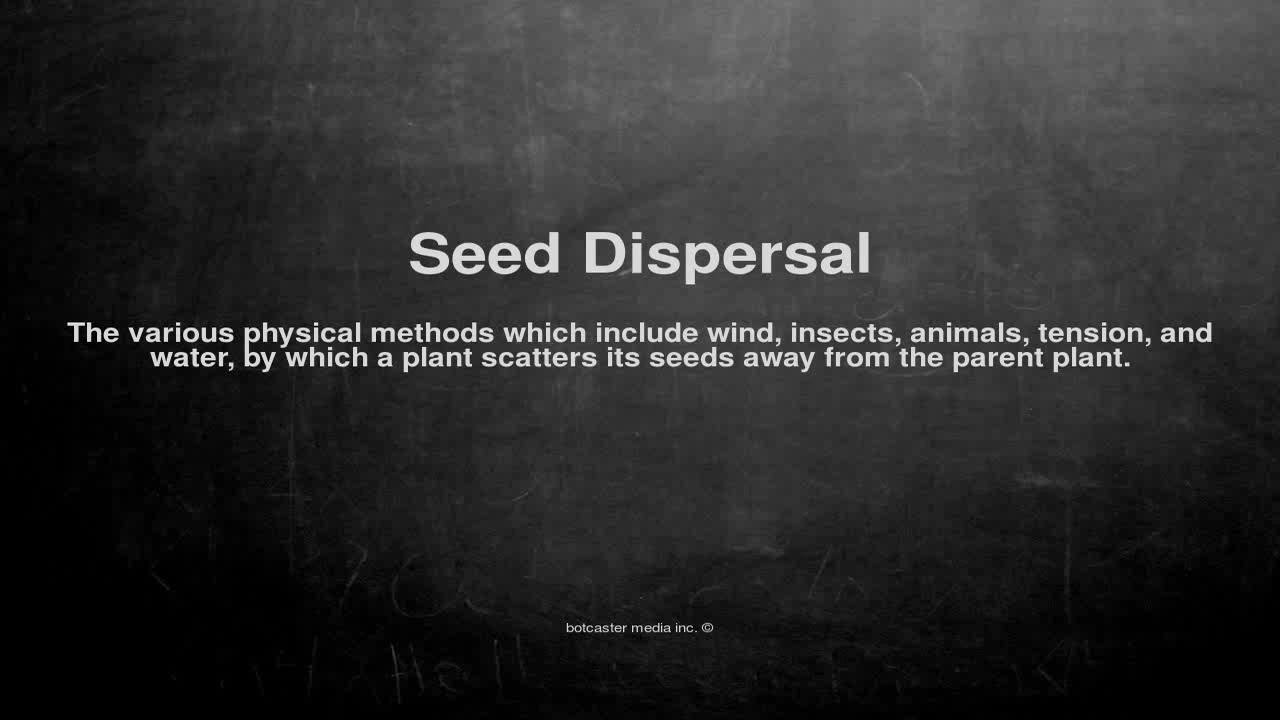 Seed Dispersal
The various physical methods which include wind, insects, animals, tension, and
water, by which a plant scatters its seeds away from the parent plant.
botcaster media inc. ©